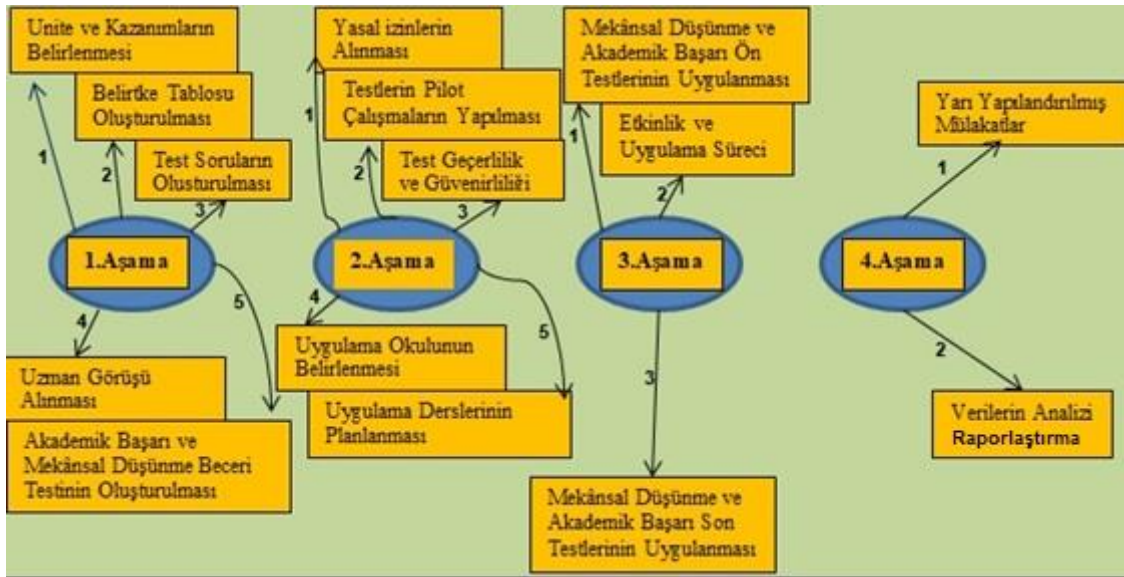 Unite ve Kazanımların
Belirlenmesi
Belirtke Tablosu
Oluşturulması
Test Soruların
Olusturulması
1
2
3
1.Aşama
4
5
Uzman Görüşü
Alınması
Akademik Başarı ve
Mekânsal Düşünme Beceri
Testinin Oluşturulması
Yasal izinlerin
Alınması
Testlerin Pilot
Çalışmaların Yapılması
Test Geçerlilik
ve Güvenirliliği
1
2
3
2.Aşama
4
5
Uygulama Okulunun
Belirlenmesi
Uygulama Derslerinin
Planlanması
Mekânsal Düşünme ve
Akademik Başarı Ön
Testlerinin Uygulanması
Etkinlik ve
Uygulama Süreci
1
2
3.Aşama
3
Mekânsal Düşünme ve
Akademik Başarı Son
Testlerinin Uygulanması
Yarı Yapılandırılmış
Mülakatlar
1
4.Aşama
2
Verilerin Analizi
Raporlaştırma